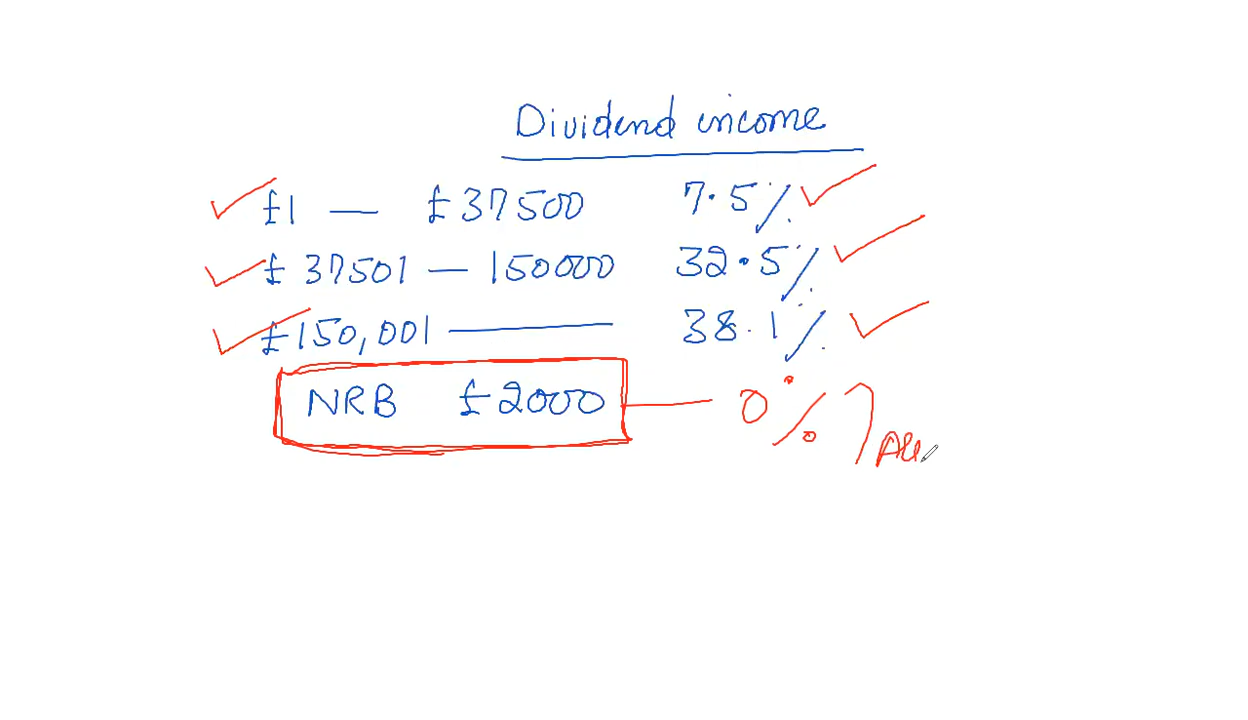 Dividend income
£1 — £37500 7.5%
£37501 — 150000 32.5%
£150,001 — 38.1%
NRB £2000 — 0%